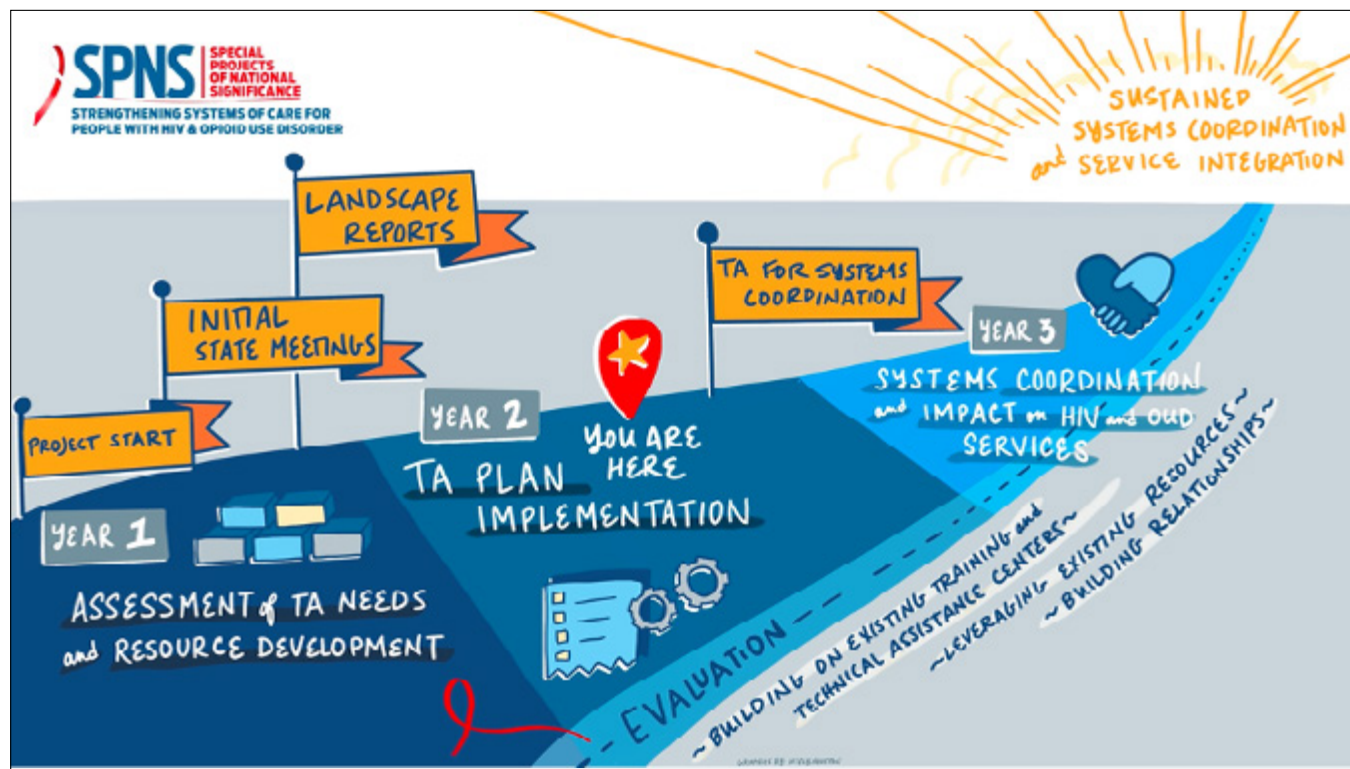 SPNS
SPECIAL
PROJECTS
OF NATIONAL
SIGNIFICANCE
STRENGTHENING SYSTEMS OF CARE FOR
PEOPLE WITH HIV & OPIOID USE DISORDER
SUSTAINED
SYSTEMS COORDINATION
and SERVICE INTEGRATION
PROJECT START
INITIAL
STATE MEETINGS
LANDSCAPE
REPORTS
TA FOR SYSTEMS
COORDINATION
YEAR 1
ASSESSMENT of TA NEEDS
and RESOURCE DEVELOPMENT
YEAR 2
TA PLAN
IMPLEMENTATION
YOU ARE
HERE
YEAR 3
SYSTEMS COORDINATION
and IMPACT on HIV and OUD
SERVICES
EVALUATION
~BUILDING ON EXISTING TRAINING and
TECHNICAL ASSISTANCE CENTERS~
~LEVERAGING EXISTING RESOURCES~
~BUILDING RELATIONSHIPS~